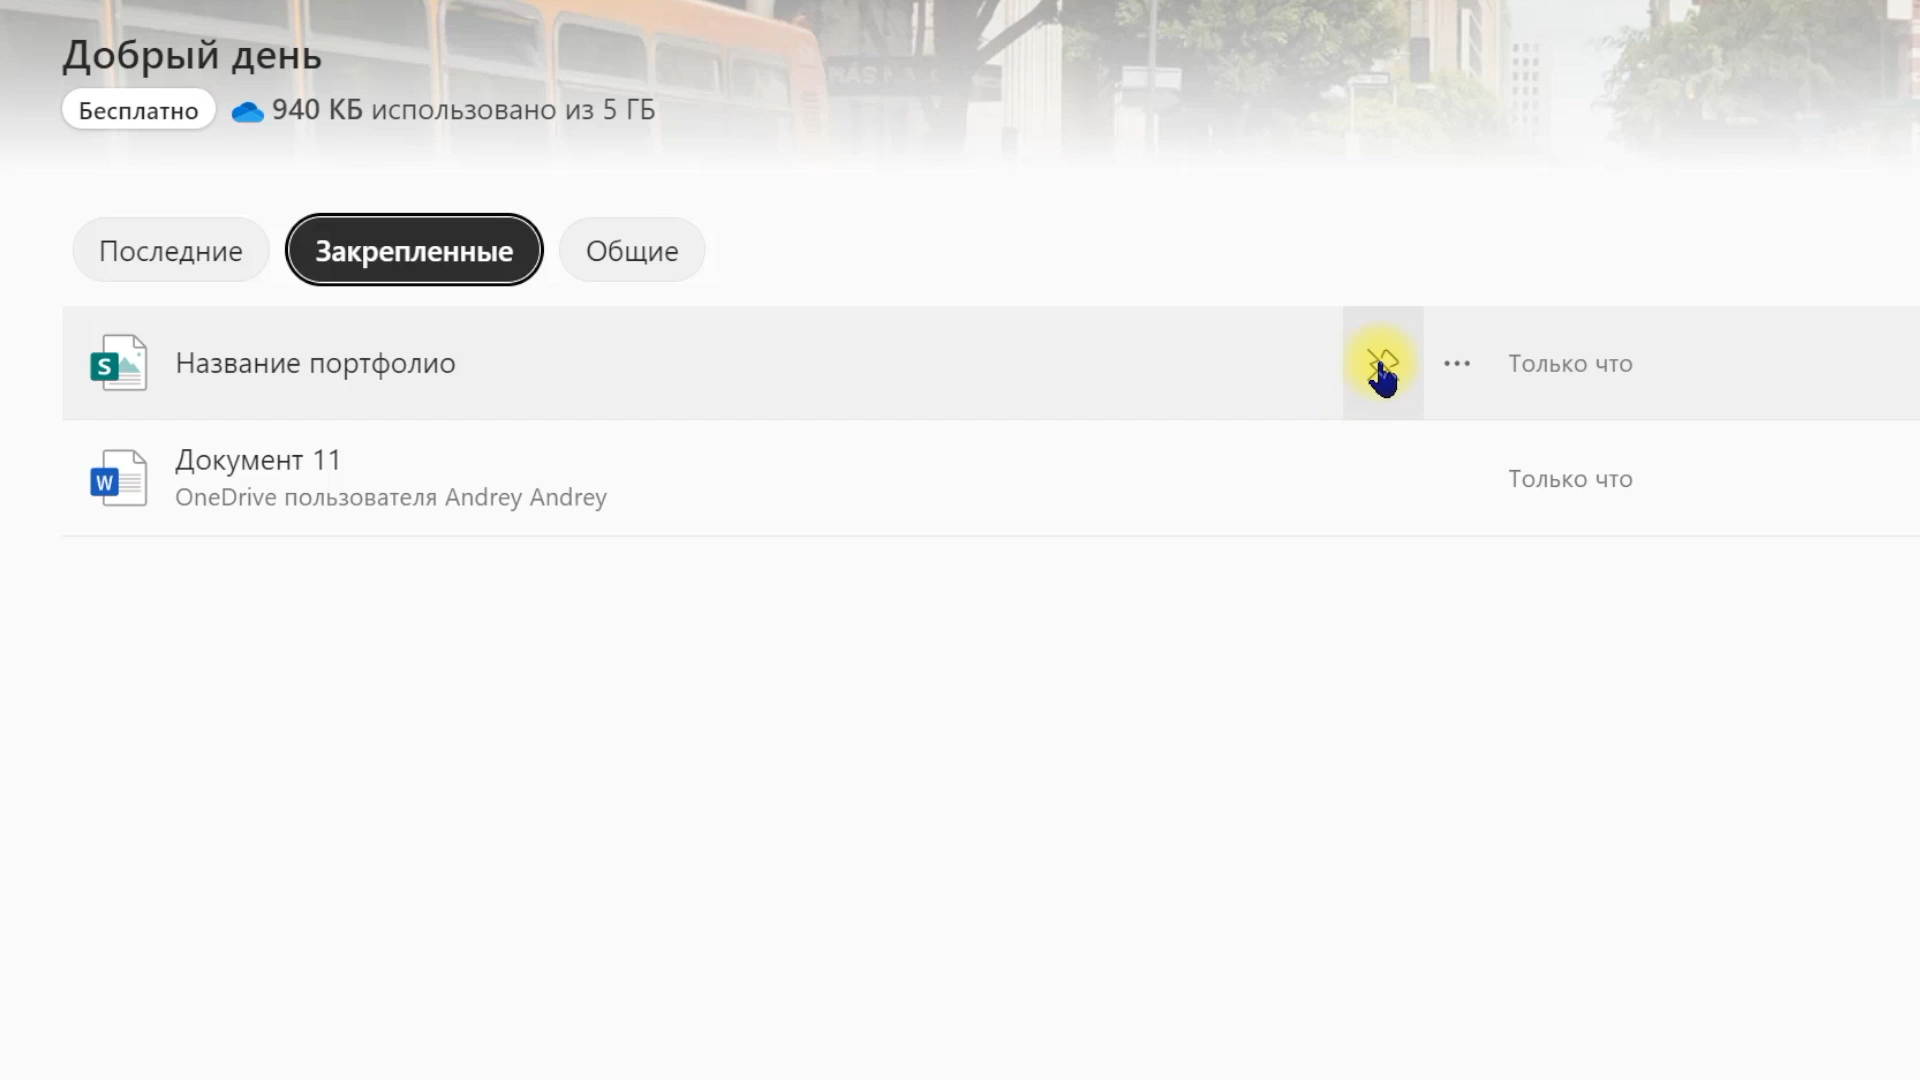 Добрый день
Бесплатно 940 КБ использовано из 5 ГБ
Последние Закрепленные Общие
S Название портфолио ··· Только что
W Документ 11 Только что
OneDrive пользователя Andrey Andrey